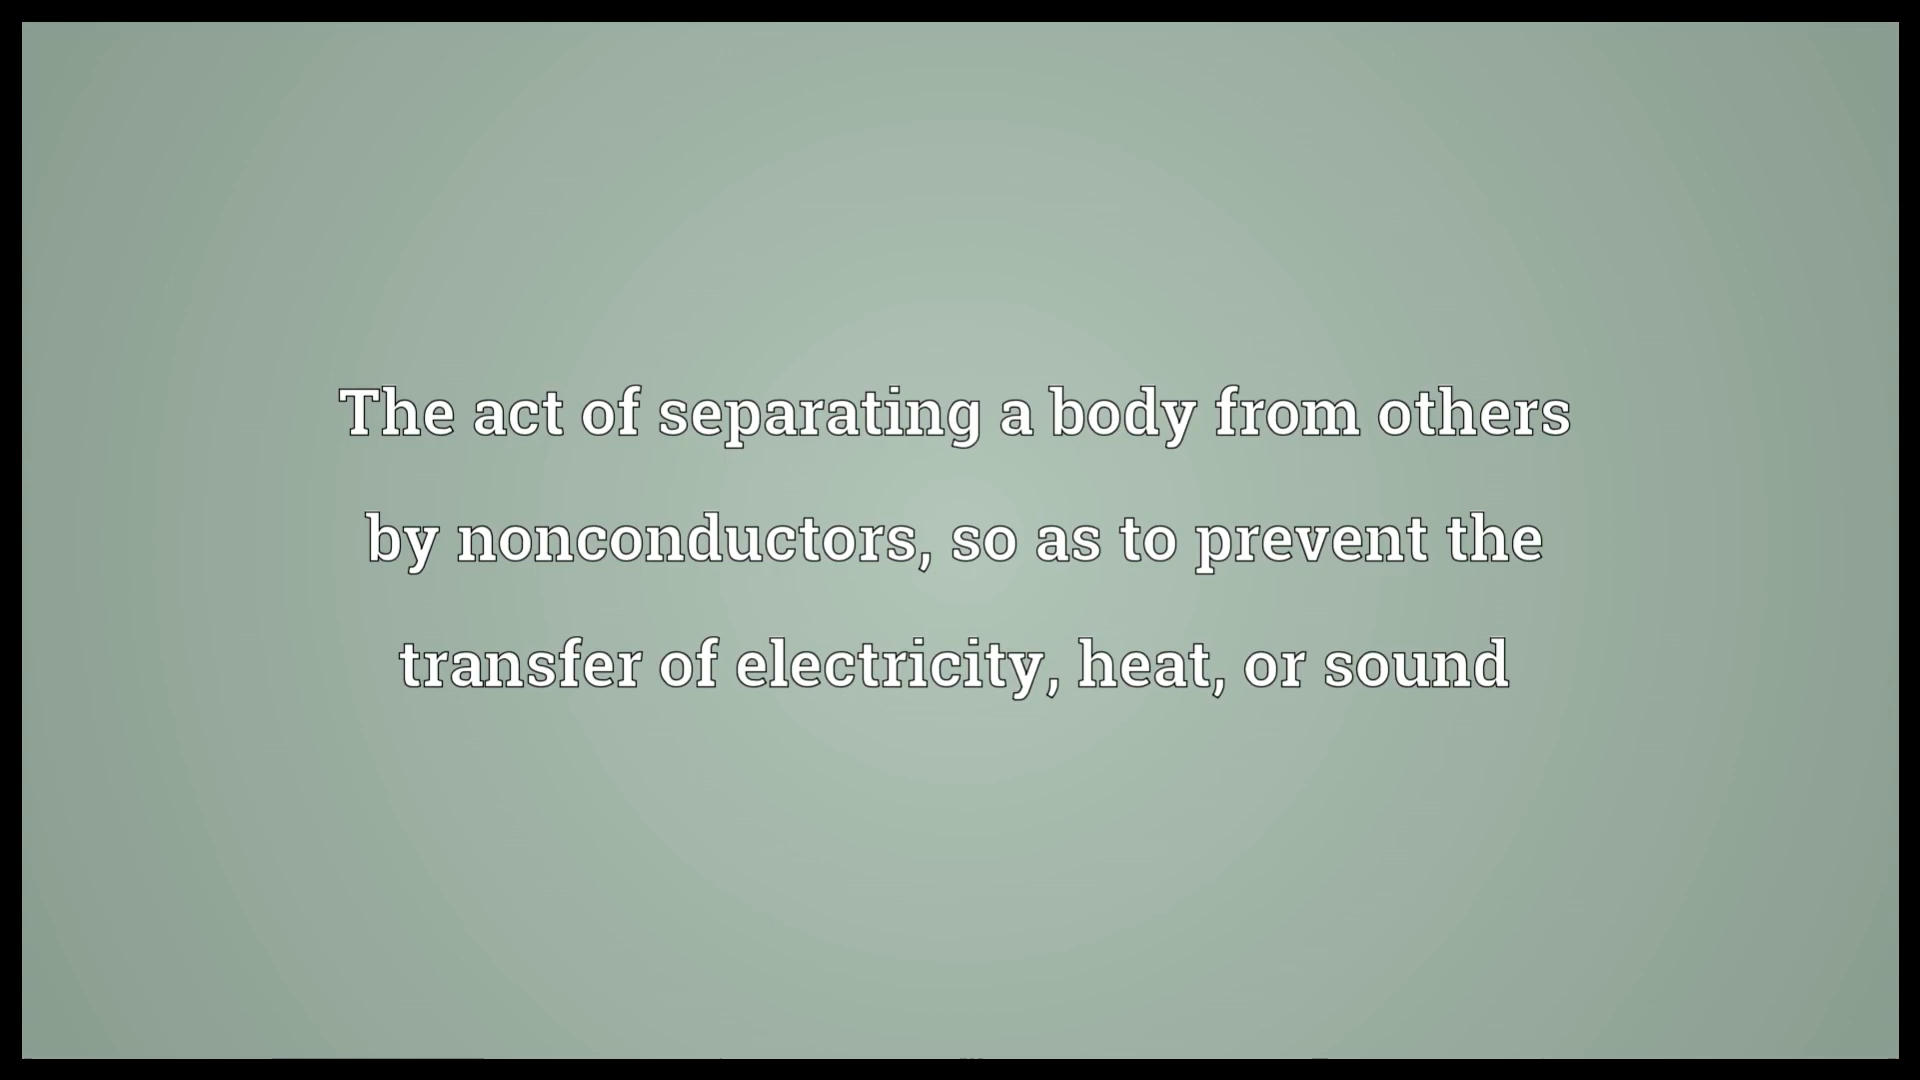 The act of separating a body from others
by nonconductors, so as to prevent the
transfer of electricity, heat, or sound